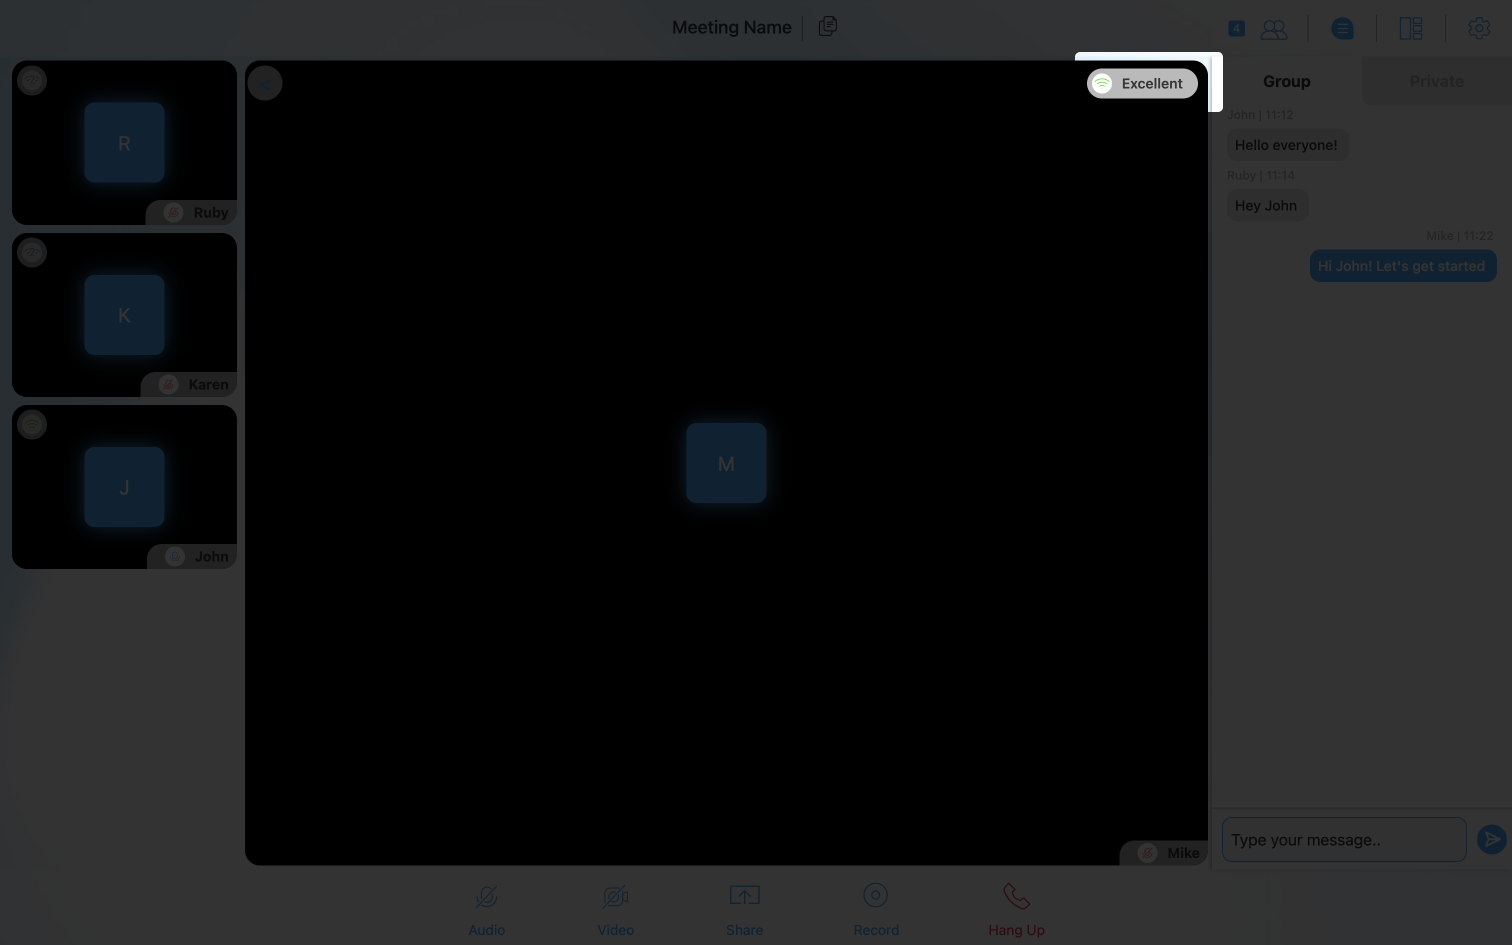 Meeting Name
4
Group
Private
Excellent
R
Ruby
K
Karen
J
John
M
Mike
John | 11:12
Hello everyone!
Ruby | 11:14
Hey John
Mike | 11:22
Hi John! Let's get started
Type your message..
Audio
Video
Share
Record
Hang Up